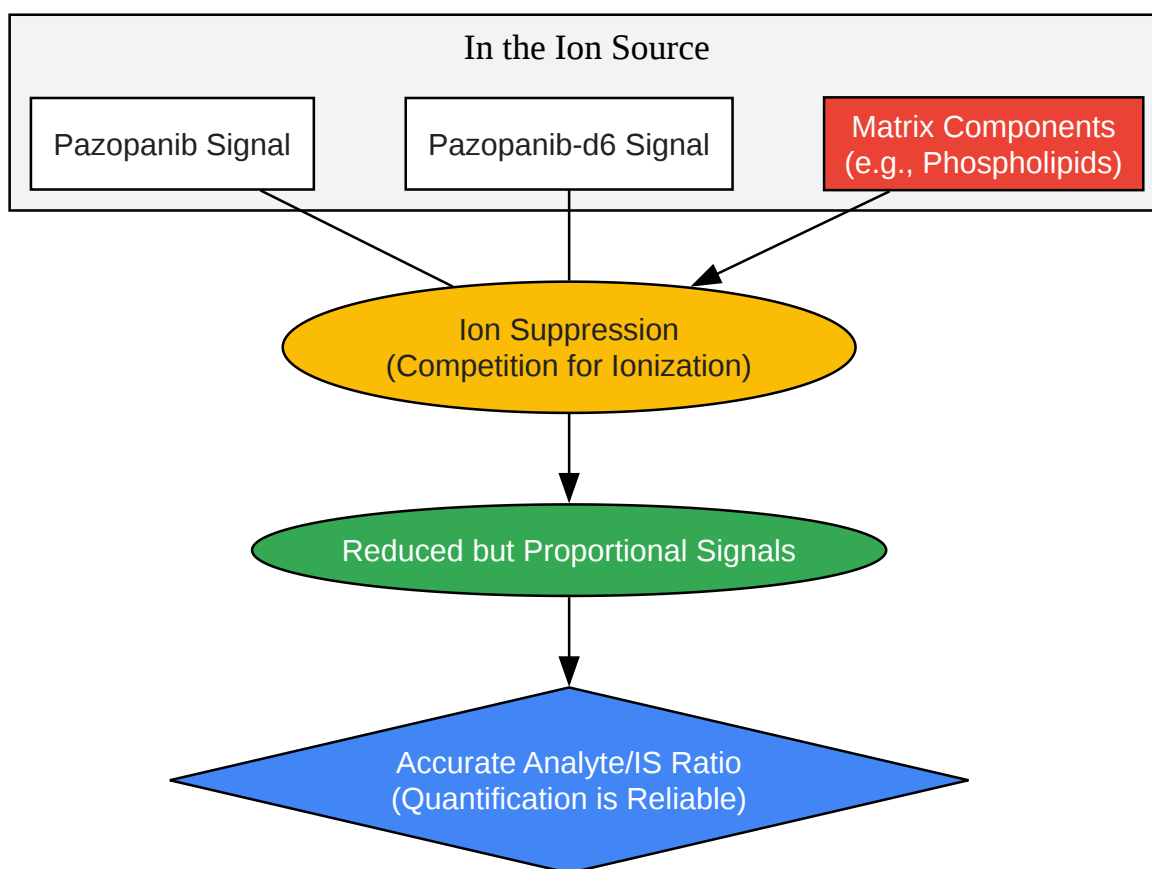 In the Ion Source
Pazopanib Signal
Pazopanib-d6 Signal
Matrix Components
(e.g., Phospholipids)
Ion Suppression
(Competition for Ionization)
Reduced but Proportional Signals
Accurate Analyte/IS Ratio
(Quantification is Reliable)